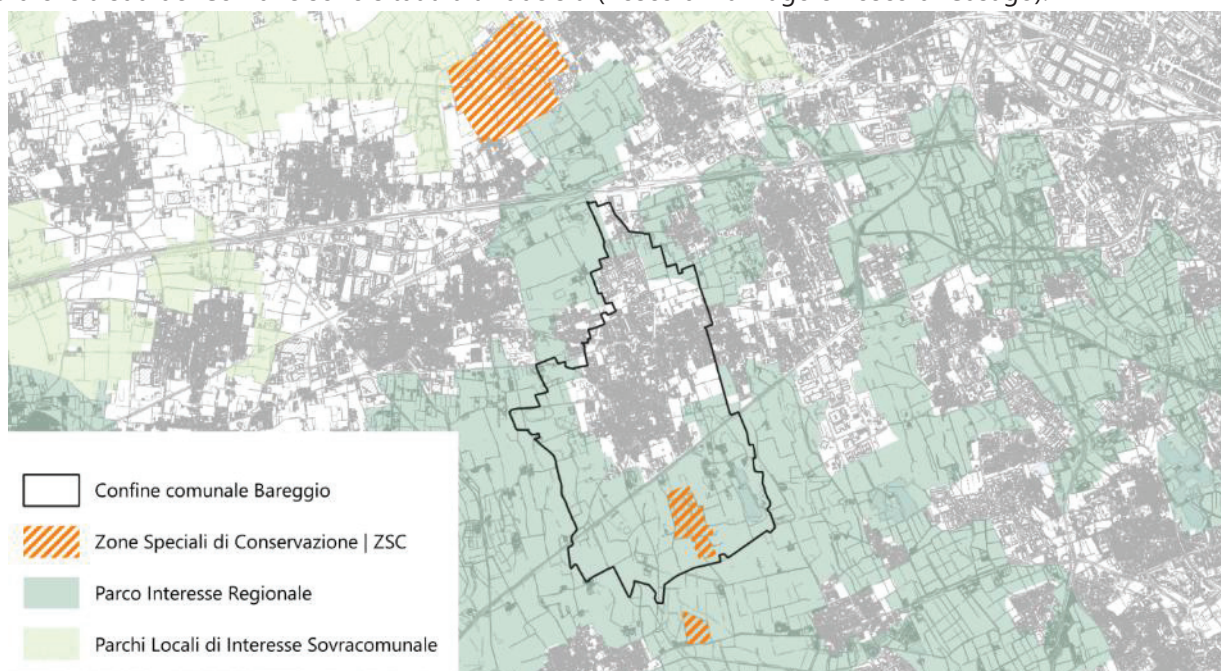 Confine comunale Bareggio
Zone Speciali di Conservazione | ZSC
Parco Interesse Regionale
Parchi Locali di Interesse Sovracomunale